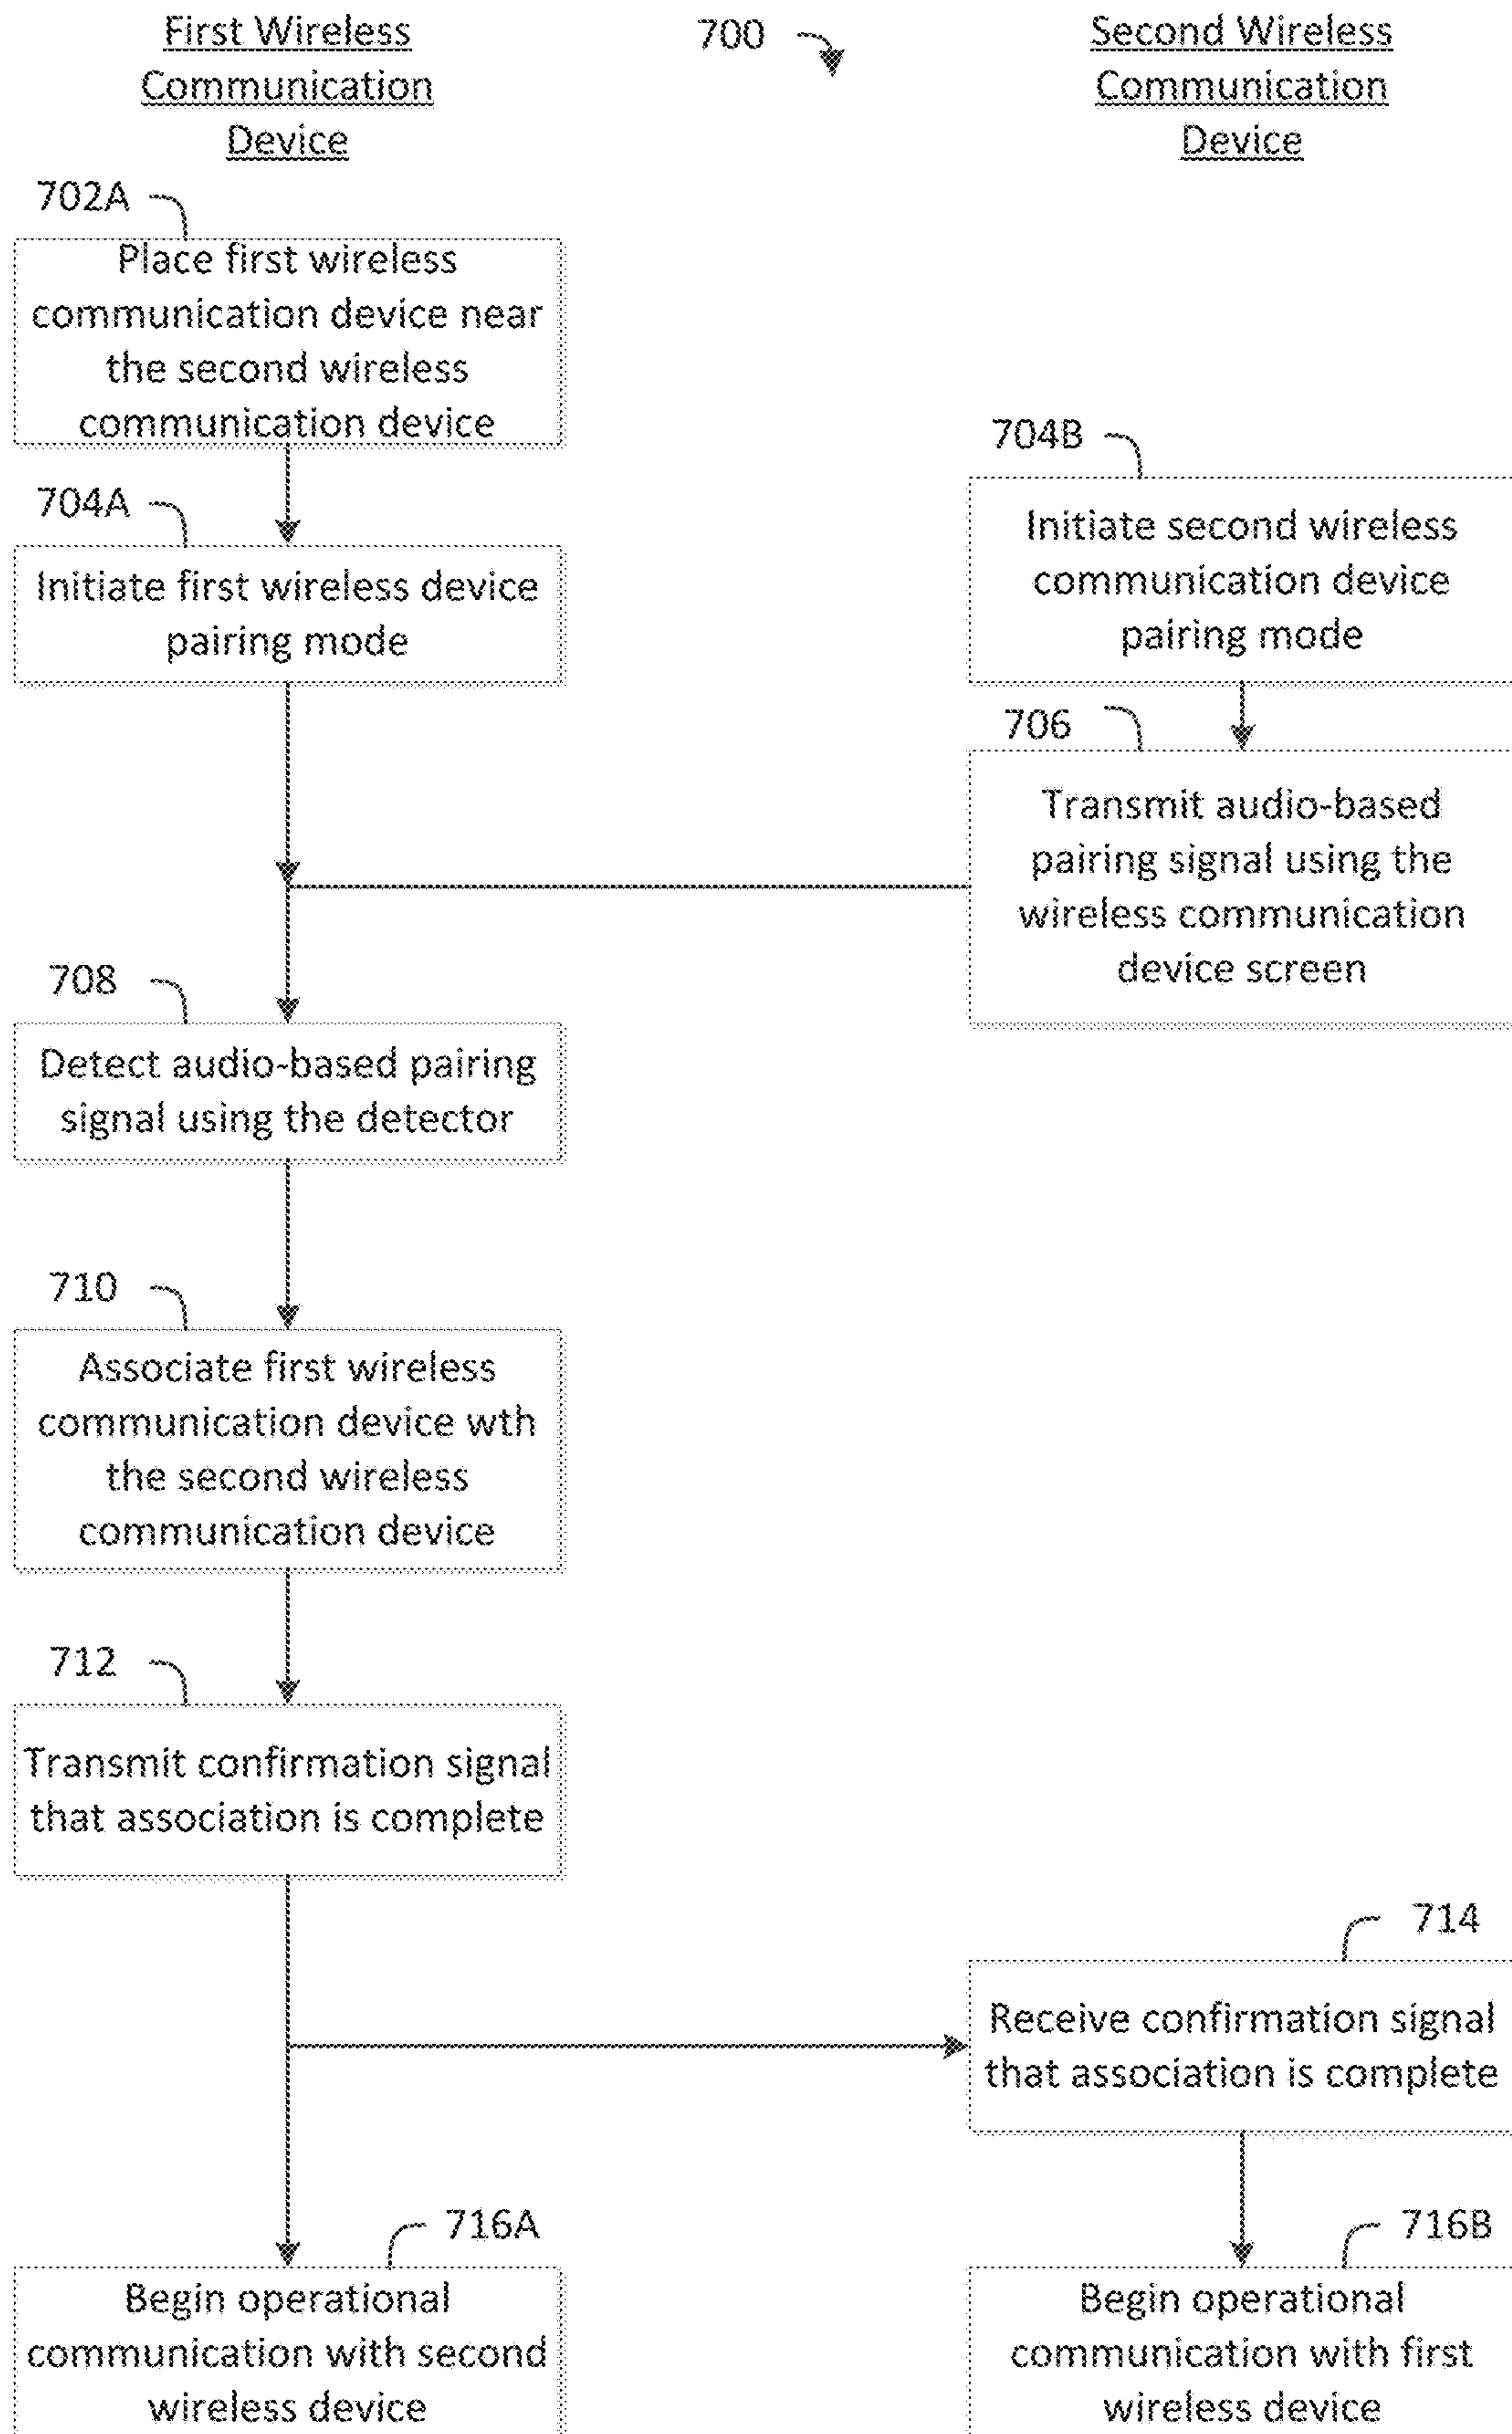 First Wireless
Communication
Device
700
Second Wireless
Communication
Device
702A
Place first wireless
communication device near
the second wireless
communication device
704A
Initiate first wireless device
pairing mode
704B
Initiate second wireless
communication device
pairing mode
706
Transmit audio-based
pairing signal using the
wireless communication
device screen
708
Detect audio-based pairing
signal using the detector
710
Associate first wireless
communication device wth
the second wireless
communication device
712
Transmit confirmation signal
that association is complete
714
Receive confirmation signal
that association is complete
716A
Begin operational
communication with second
wireless device
716B
Begin operational
communication with first
wireless device